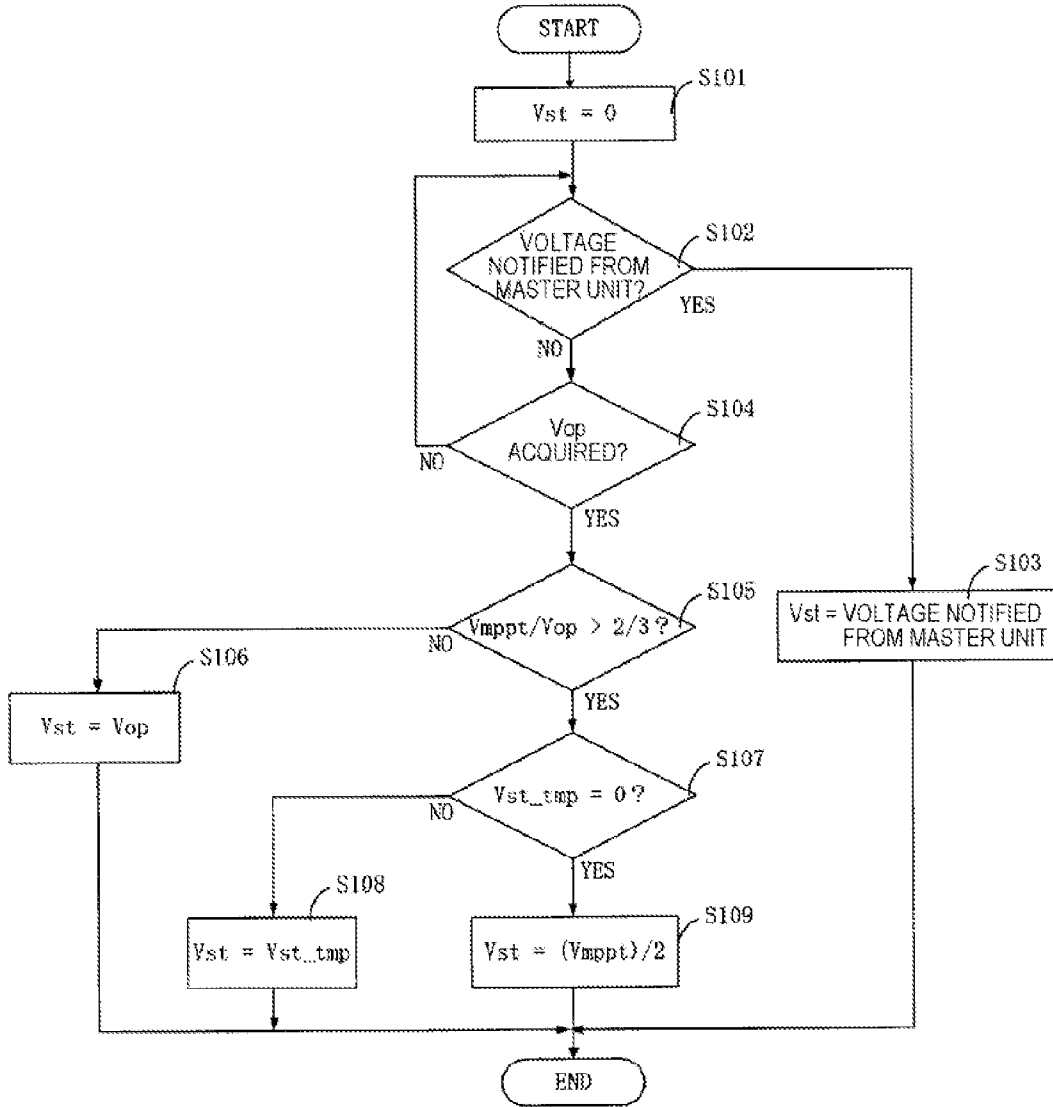 START
S101
Vst = 0
S102
VOLTAGE
NOTIFIED FROM
MASTER UNIT?
YES
NO
S104
Vop
ACQUIRED?
NO
YES
S103
Vst = VOLTAGE NOTIFIED
FROM MASTER UNIT
S105
Vmppt/Vop > 2/3?
NO
YES
S106
Vst = Vop
S107
Vst_tmp = 0?
NO
YES
S108
Vst = Vst_tmp
S109
Vst = (Vmppt)/2
END